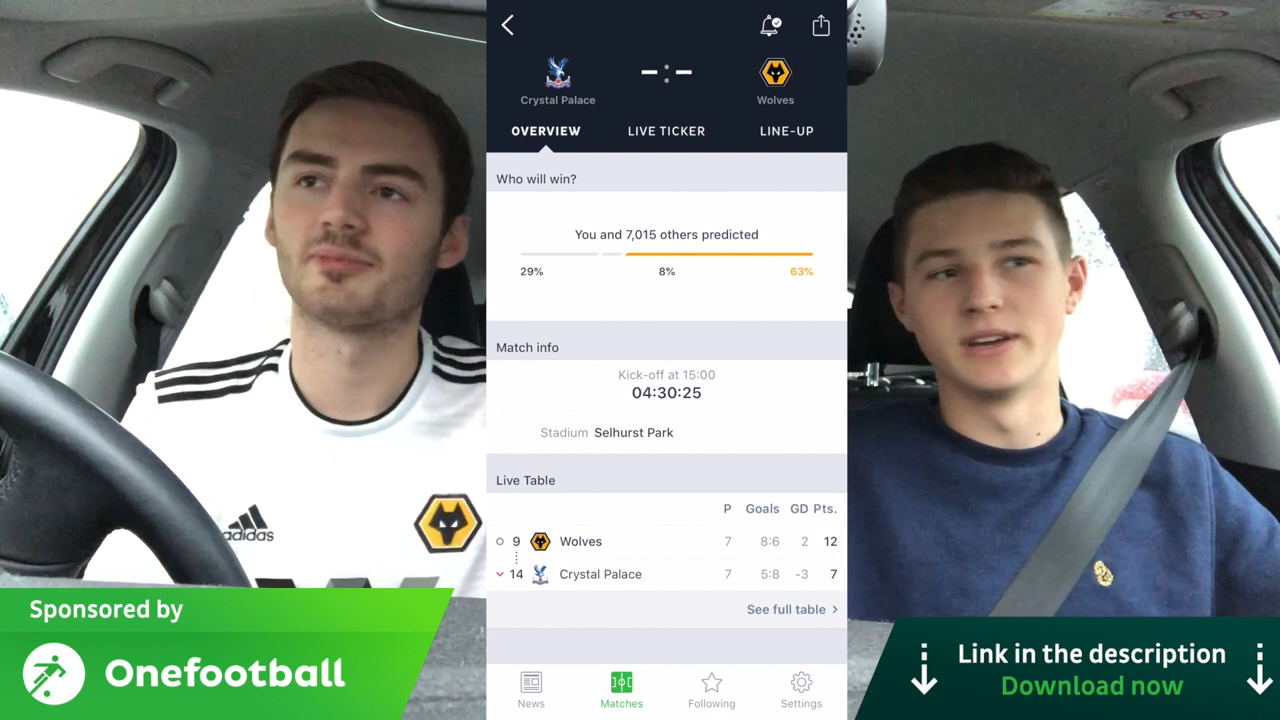 Crystal Palace
Wolves
OVERVIEW
LIVE TICKER
LINE-UP
Who will win?
You and 7,015 others predicted
29%
8%
63%
Match info
Kick-off at 15:00
04:30:25
Stadium Selhurst Park
Live Table
P Goals GD Pts.
9 Wolves 7 8:6 2 12
14 Crystal Palace 7 5:8 -3 7
See full table
News
Matches
Following
Settings
adidas
Sponsored by
Onefootball
Link in the description
Download now